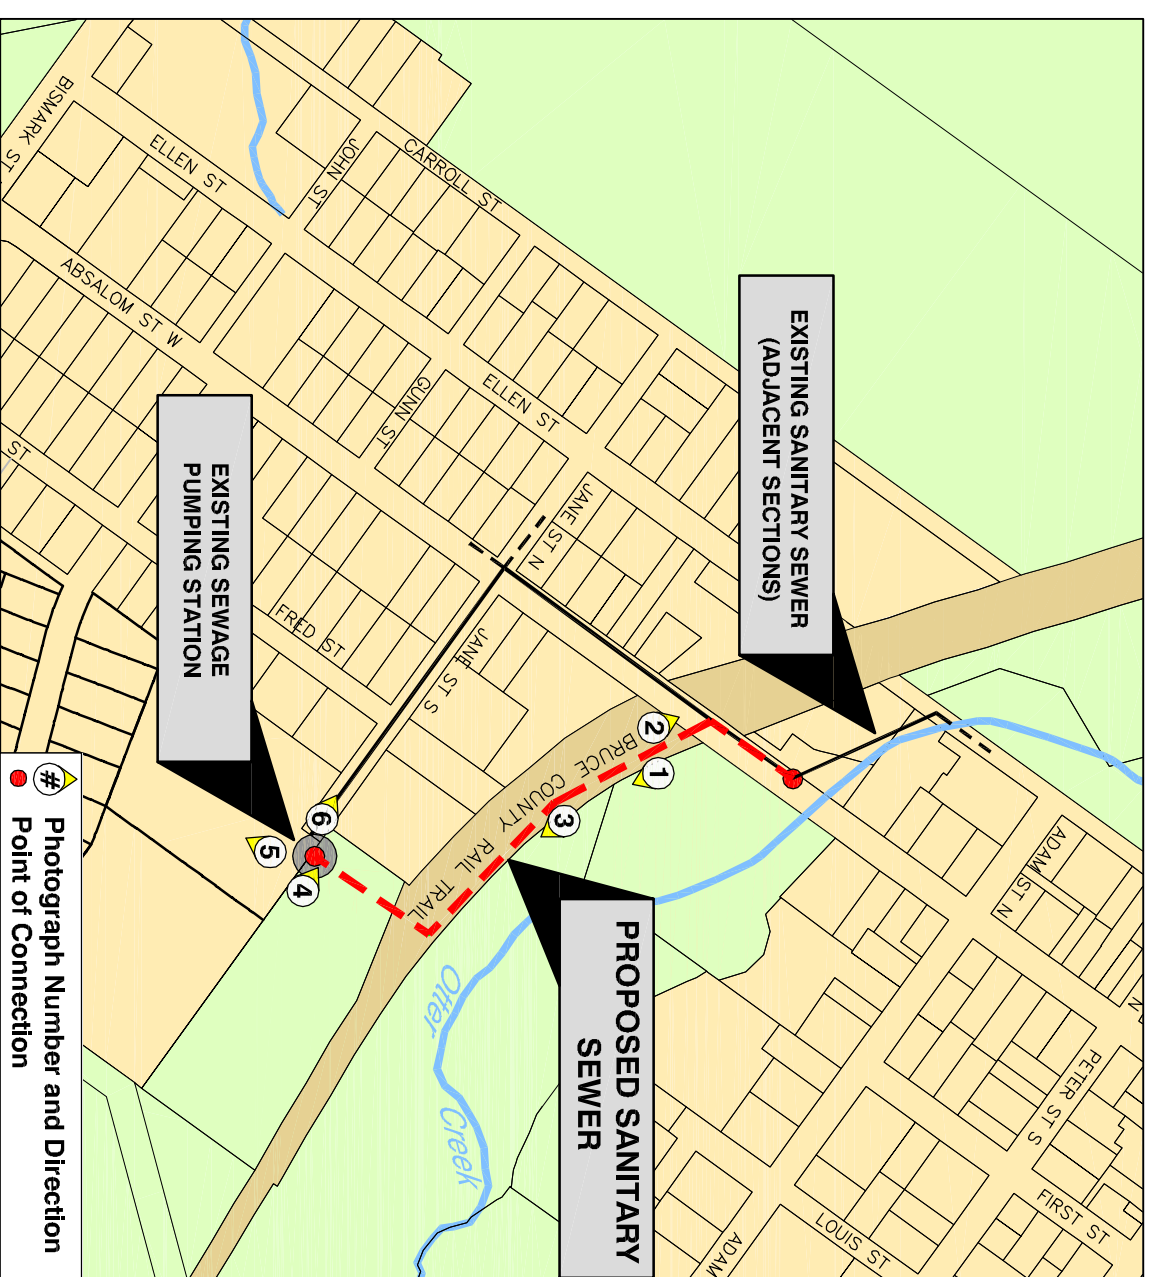 EXISTING SANITARY SEWER
(ADJACENT SECTIONS)
EXISTING SEWAGE
PUMPING STATION
PROPOSED SANITARY
SEWER
BISMARK ST
ELLEN ST
JOHN ST
CARROLL ST
ABSALOM ST W
GUNN ST
ELLEN ST
JANE ST N
ST
FRED ST
JANE ST S
BRUCE COUNTY RAIL TRAIL
Otter Creek
ADAM ST N
N
PETER ST S
FIRST ST
LOUIS ST
ADAM
1
2
3
4
5
6
# Photograph Number and Direction
Point of Connection